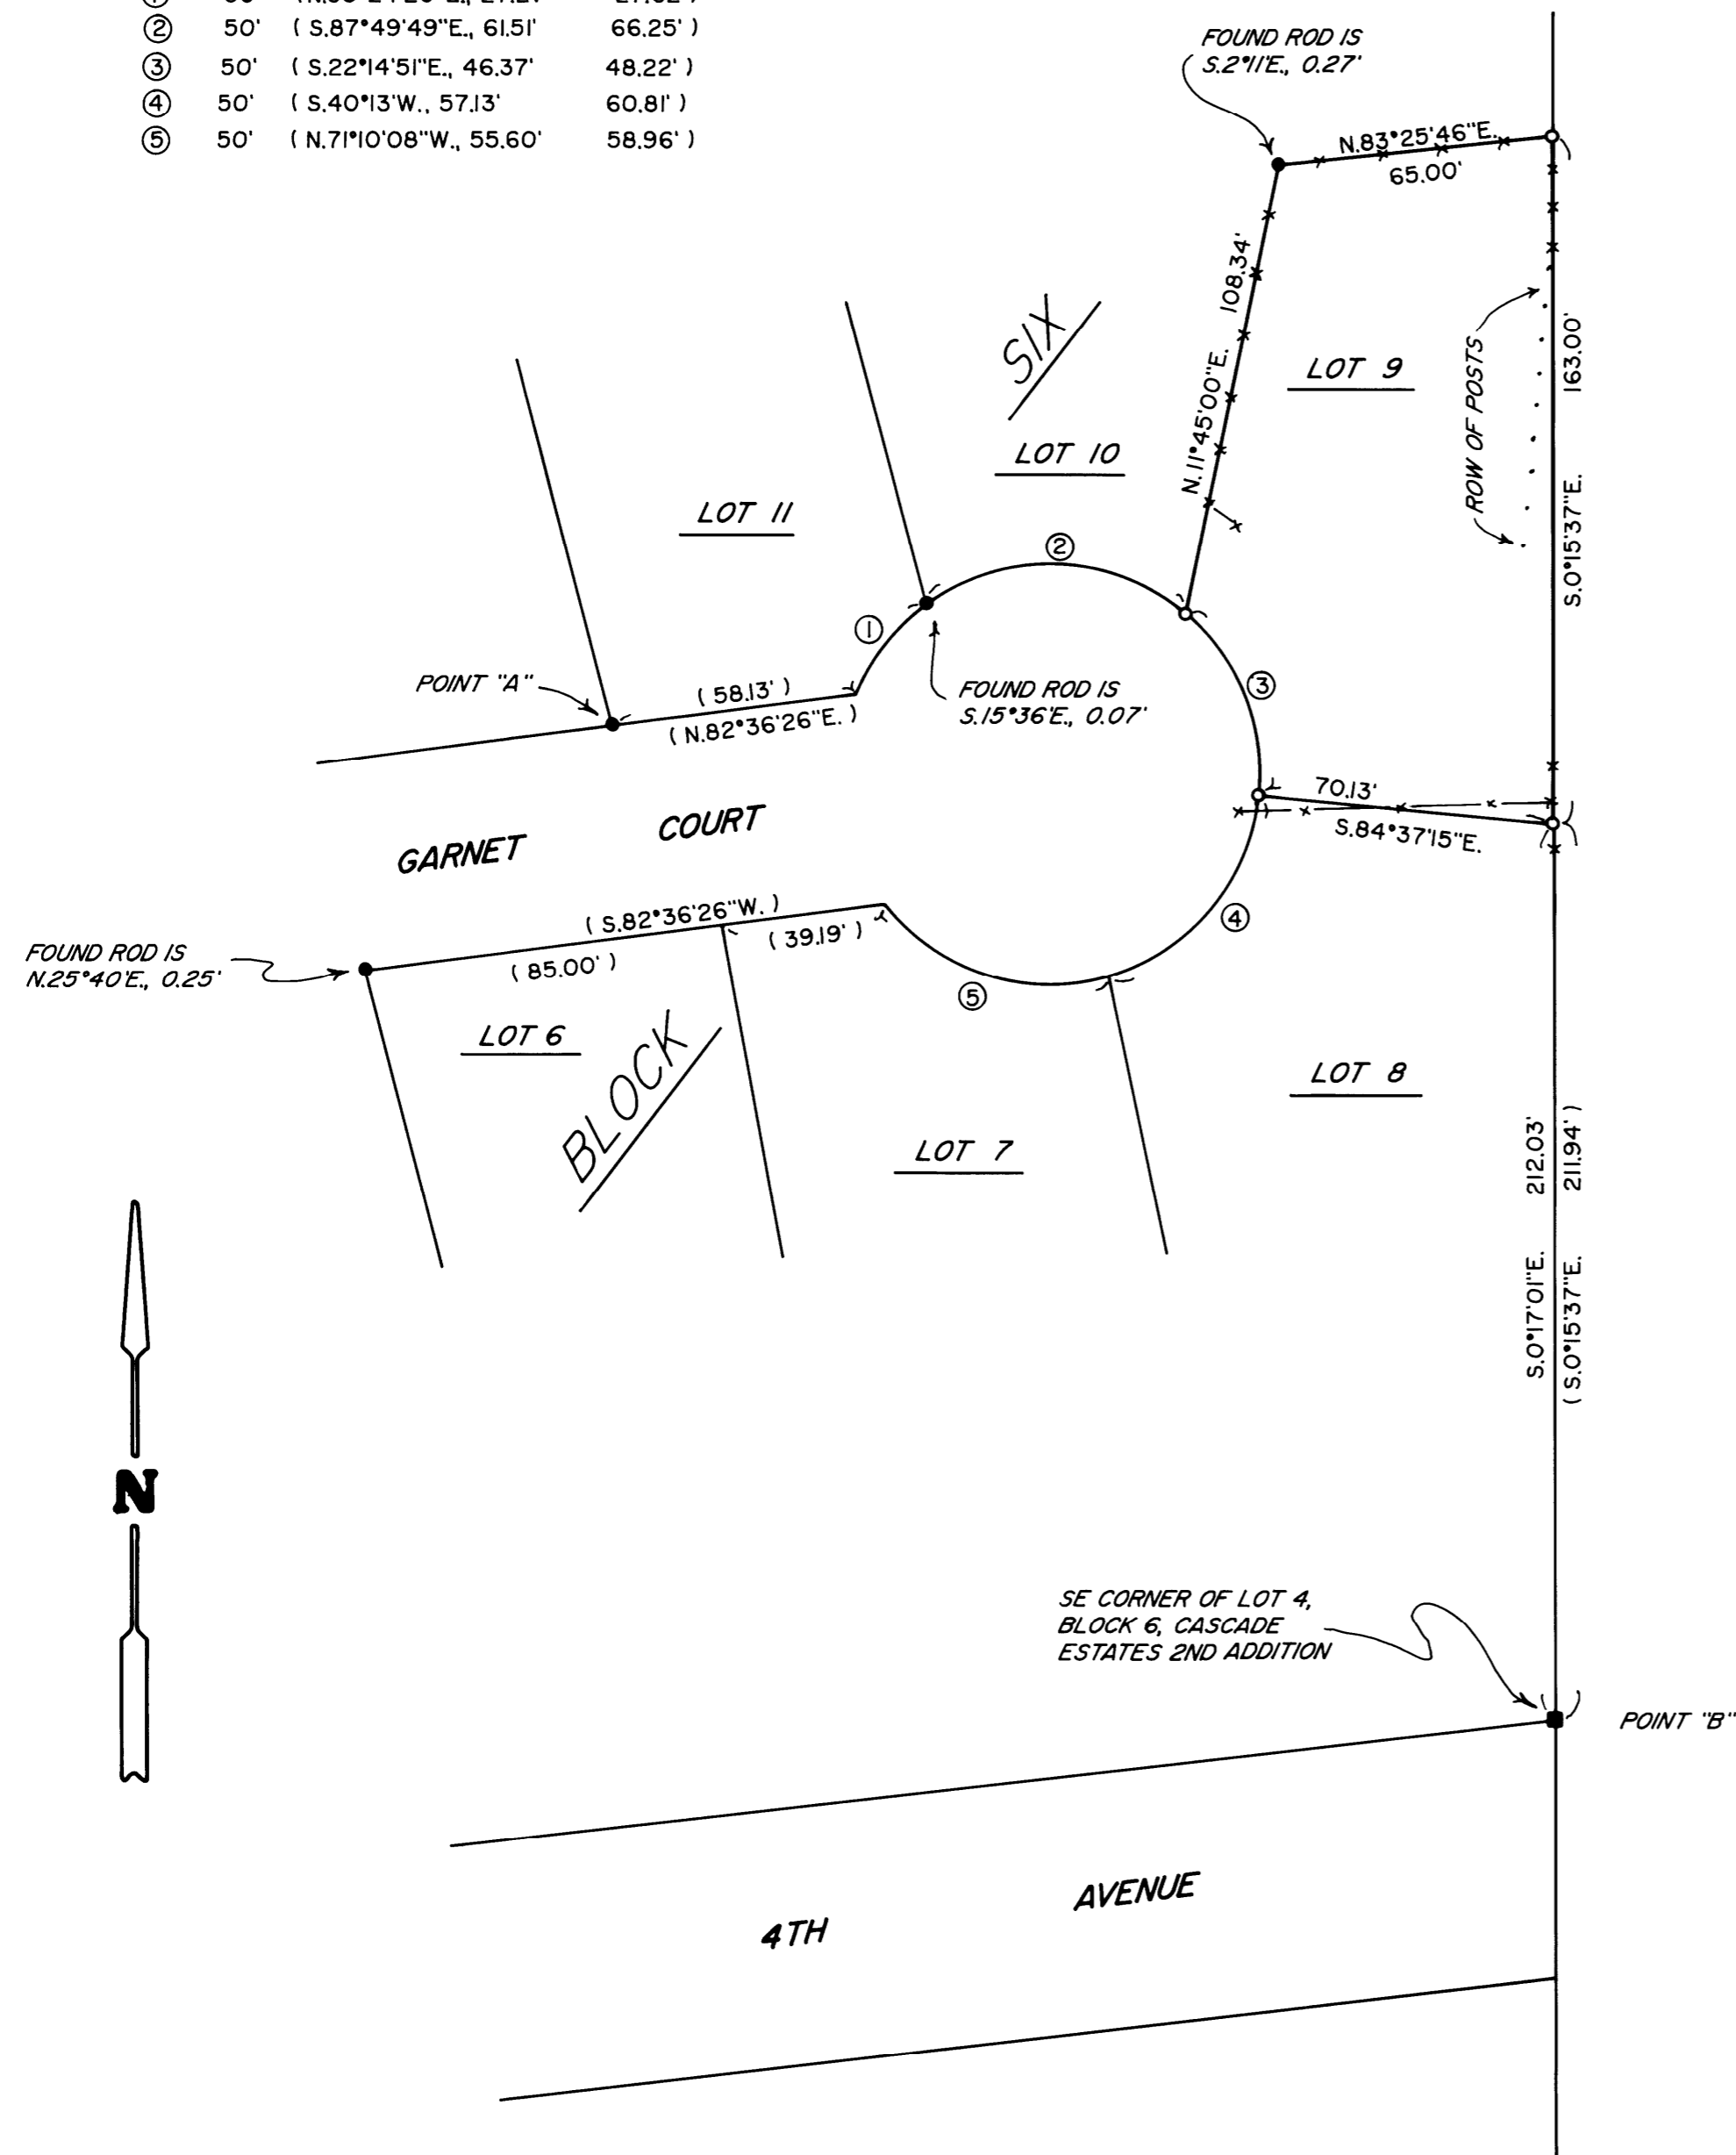 ② 50' ( S.87°49'49"E., 61.51' 66.25' )
③ 50' ( S.22°14'51"E., 46.37' 48.22' )
④ 50' ( S.40°13'W., 57.13' 60.81' )
⑤ 50' ( N.71°10'08"W., 55.60' 58.96' )
FOUND ROD IS
S.2°11'E., 0.27'
N.83°25'46"E.
65.00'
108.34'
N.11°45'00"E.
SIX
LOT 9
ROW OF POSTS
163.00'
S.0°15'37"E.
LOT 10
LOT 11
②
①
③
POINT "A"
( 58.13' )
( N.82°36'26"E. )
FOUND ROD IS
S.15°36'E., 0.07'
70.13'
S.84°37'15"E.
GARNET COURT
( S.82°36'26"W. )
( 39.19' )
( 85.00' )
④
⑤
FOUND ROD IS
N.25°40'E., 0.25'
LOT 6
BLOCK
LOT 7
LOT 8
S.0°17'01"E. 212.03'
( S.0°15'37"E. 211.94' )
N
SE CORNER OF LOT 4,
BLOCK 6, CASCADE
ESTATES 2ND ADDITION
POINT "B"
4TH AVENUE